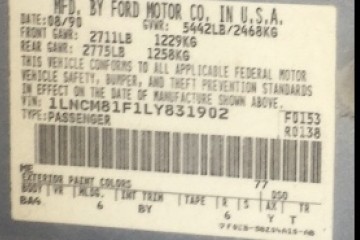 MFD. BY FORD MOTOR CO. IN U.S.A.
DATE: 08/90 GVWR: 5442LB/2468KG
FRONT GAWR: 2711LB 1229KG
REAR GAWR: 2775LB 1258KG
THIS VEHICLE CONFORMS TO ALL APPLICABLE FEDERAL MOTOR
VEHICLE SAFETY, BUMPER, AND THEFT PREVENTION STANDARDS
IN EFFECT ON THE DATE OF MANUFACTURE SHOWN ABOVE.
VIN: 1LNCM81F1LY831902 F0153
TYPE: PASSENGER R0138
ME 77
EXTERIOR PAINT COLORS DSO
BODY VR MLDG. INT TRIM TAPE R S AX TR
BA4 6 BY 6 Y T